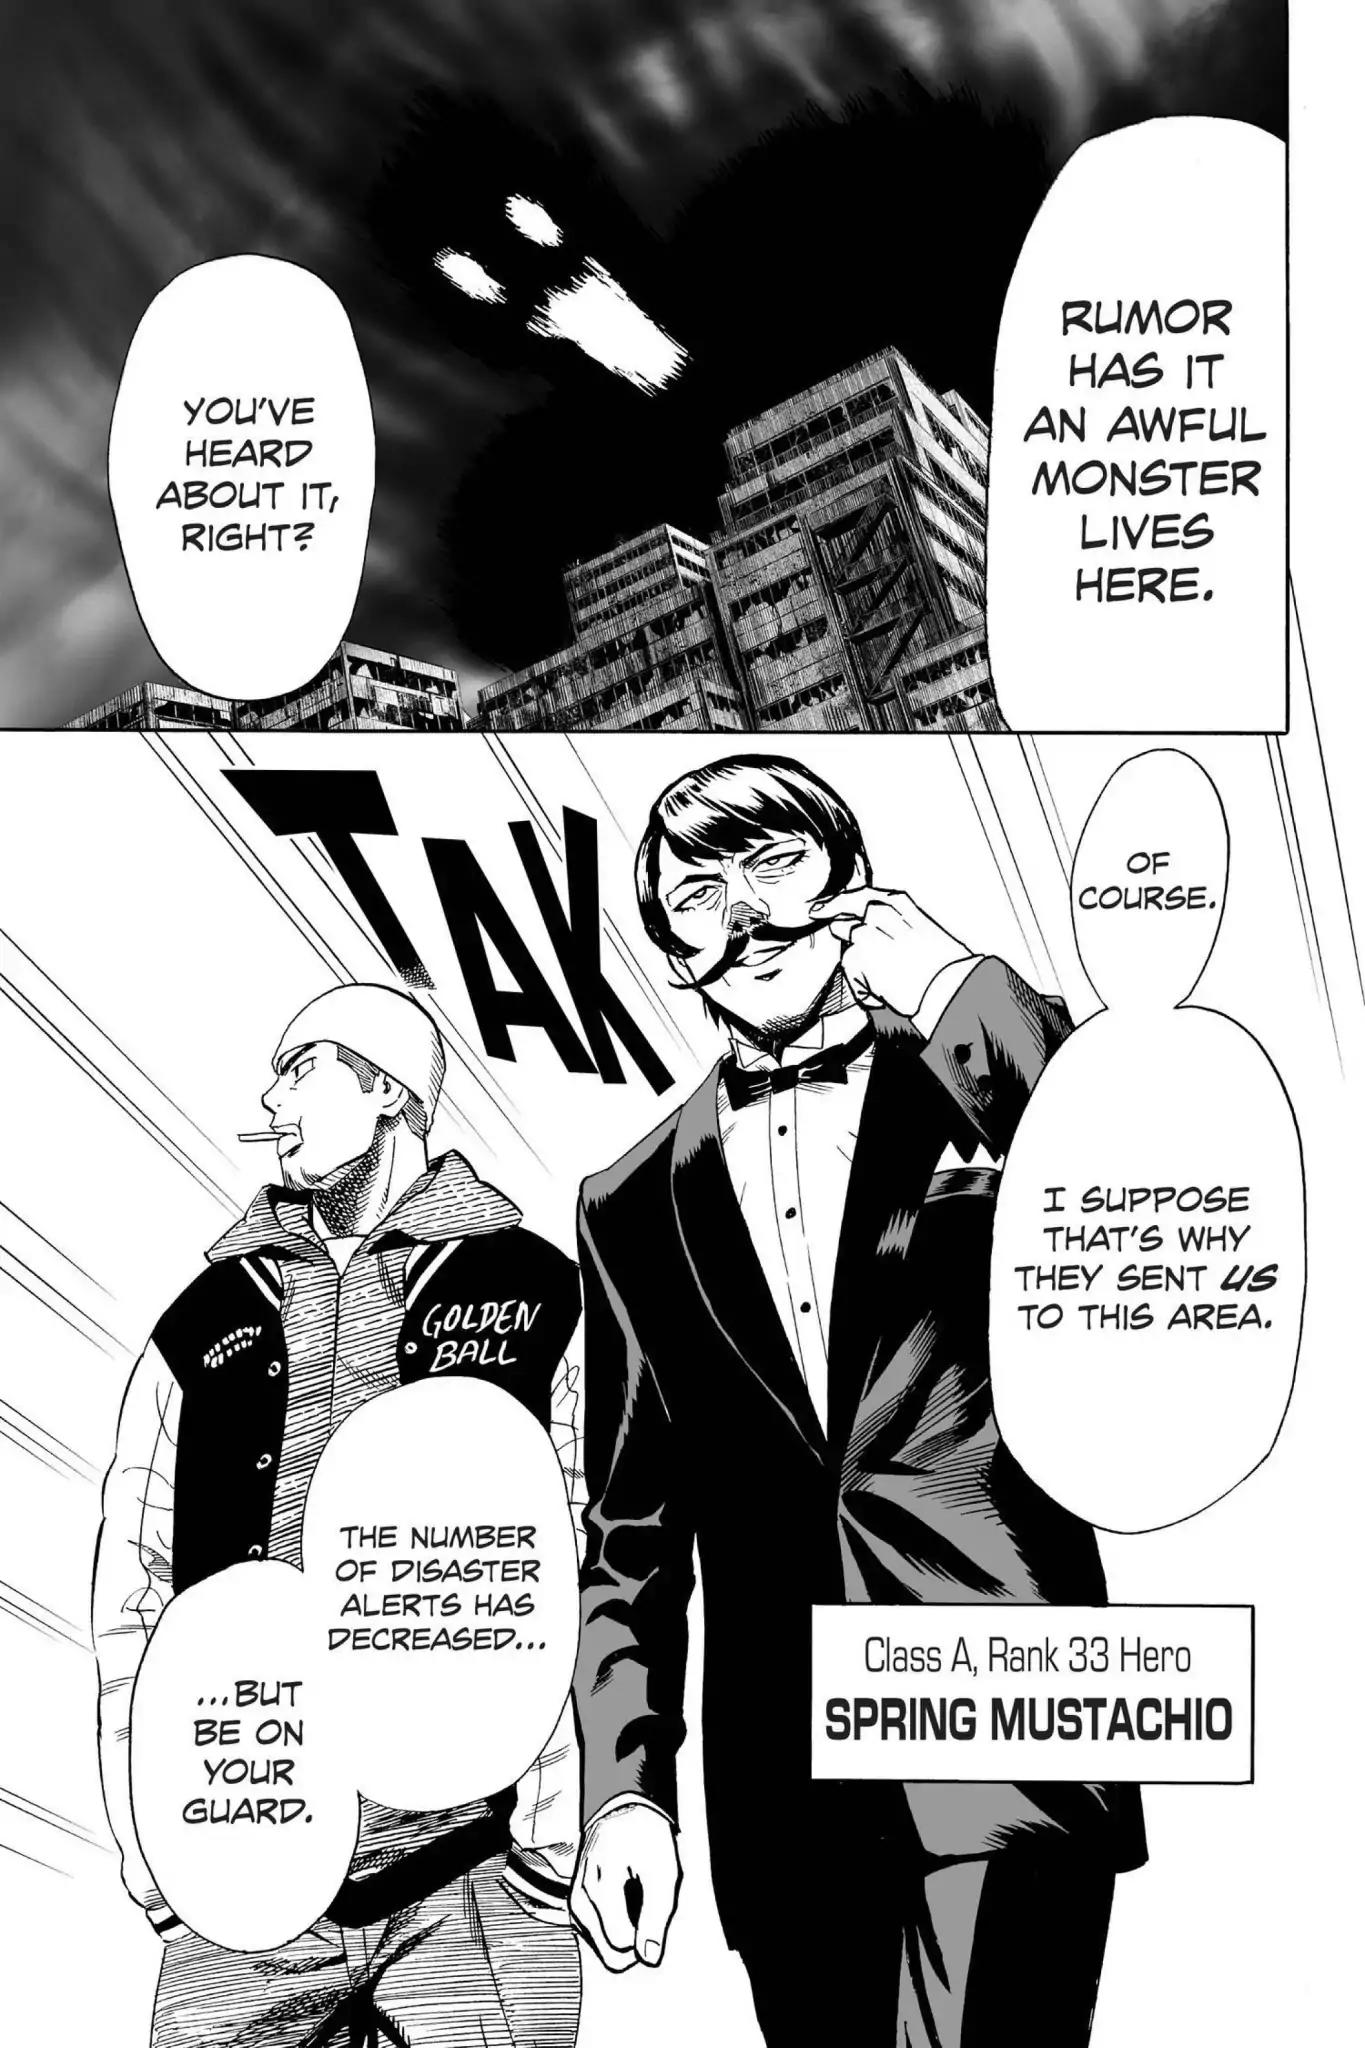 RUMOR
HAS IT
AN AWFUL
MONSTER
LIVES
HERE.
YOU'VE
HEARD
ABOUT IT,
RIGHT?
TAK
OF
COURSE.
I SUPPOSE
THAT'S WHY
THEY SENT US
TO THIS AREA.
GOLDEN
BALL
THE NUMBER
OF DISASTER
ALERTS HAS
DECREASED...
...BUT
BE ON
YOUR
GUARD.
Class A, Rank 33 Hero
SPRING MUSTACHIO